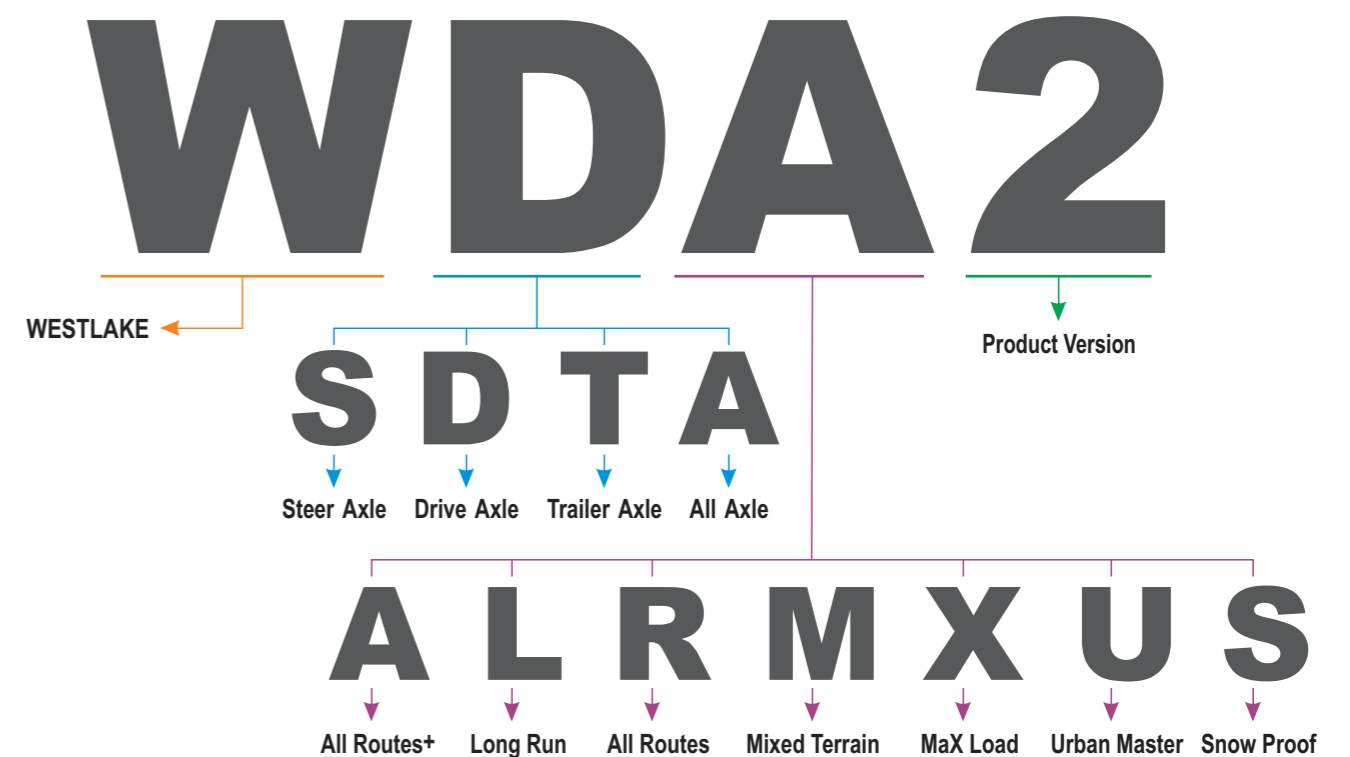 WDA2
WESTLAKE
Product Version
S D T A
Steer Axle Drive Axle Trailer Axle All Axle
A L R M X U S
All Routes+ Long Run All Routes Mixed Terrain MaX Load Urban Master Snow Proof